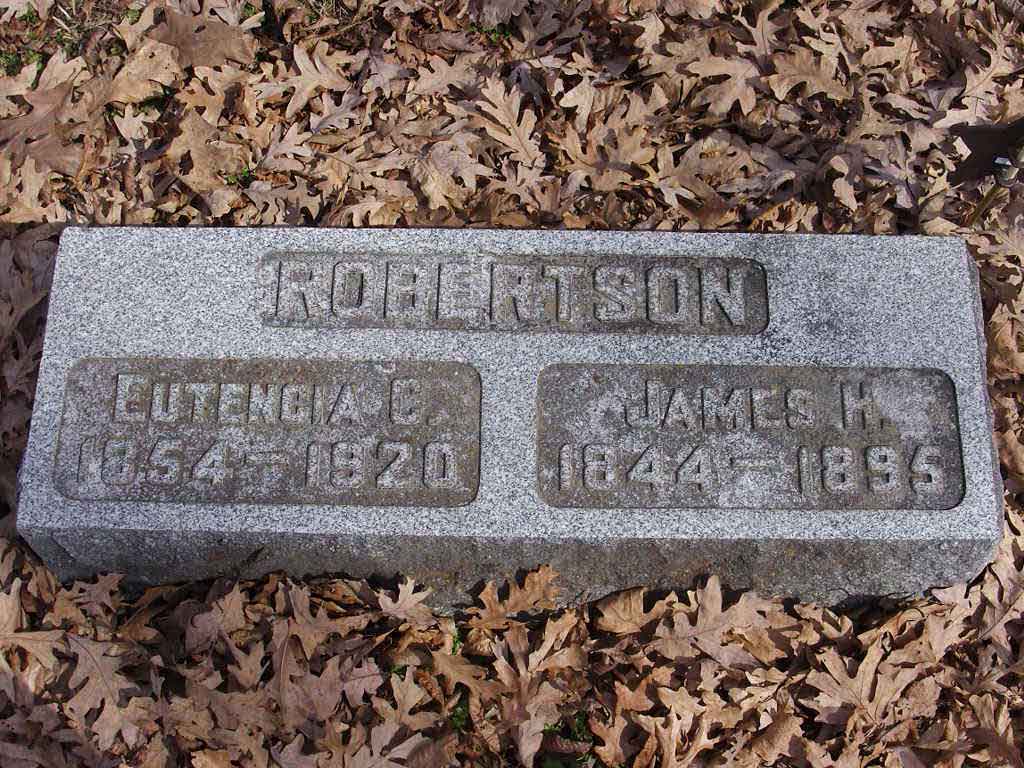 ROBERTSON
EUTENCIA C.
1854–1920
JAMES H.
1844–1895